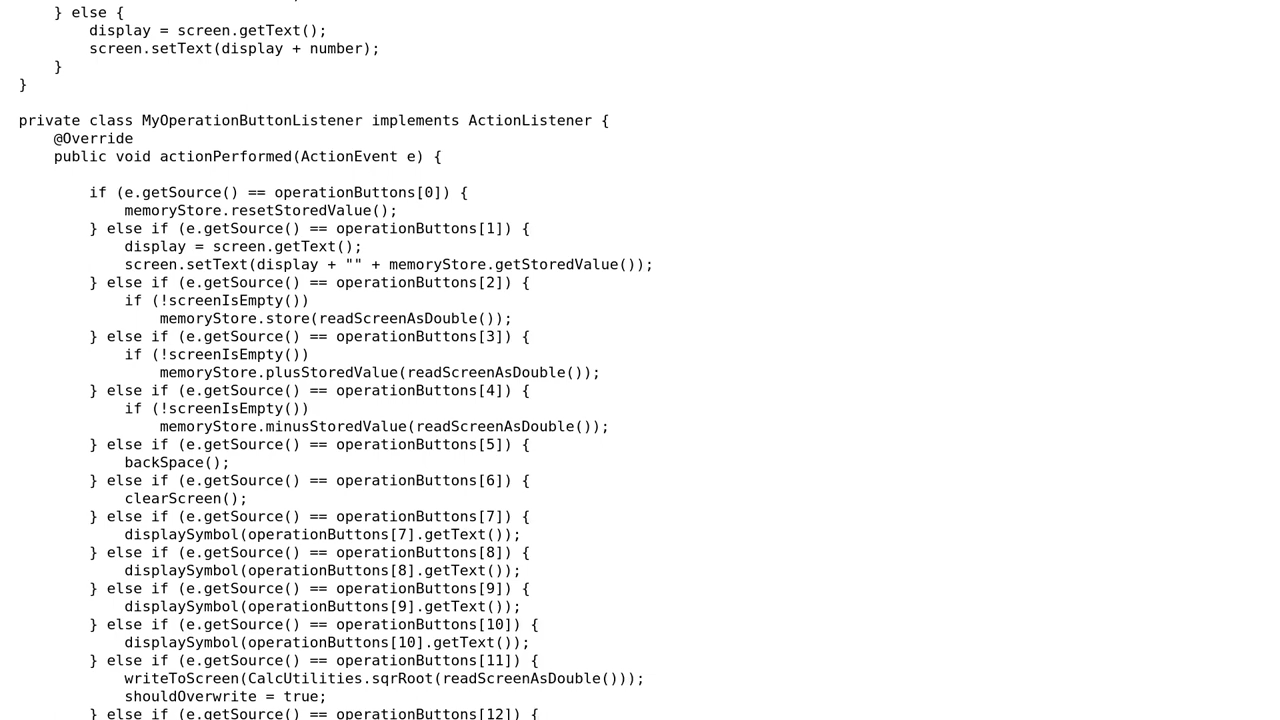 } else {
        display = screen.getText();
        screen.setText(display + number);
    }
}

private class MyOperationButtonListener implements ActionListener {
    @Override
    public void actionPerformed(ActionEvent e) {

        if (e.getSource() == operationButtons[0]) {
            memoryStore.resetStoredValue();
        } else if (e.getSource() == operationButtons[1]) {
            display = screen.getText();
            screen.setText(display + "" + memoryStore.getStoredValue());
        } else if (e.getSource() == operationButtons[2]) {
            if (!screenIsEmpty())
                memoryStore.store(readScreenAsDouble());
        } else if (e.getSource() == operationButtons[3]) {
            if (!screenIsEmpty())
                memoryStore.plusStoredValue(readScreenAsDouble());
        } else if (e.getSource() == operationButtons[4]) {
            if (!screenIsEmpty())
                memoryStore.minusStoredValue(readScreenAsDouble());
        } else if (e.getSource() == operationButtons[5]) {
            backSpace();
        } else if (e.getSource() == operationButtons[6]) {
            clearScreen();
        } else if (e.getSource() == operationButtons[7]) {
            displaySymbol(operationButtons[7].getText());
        } else if (e.getSource() == operationButtons[8]) {
            displaySymbol(operationButtons[8].getText());
        } else if (e.getSource() == operationButtons[9]) {
            displaySymbol(operationButtons[9].getText());
        } else if (e.getSource() == operationButtons[10]) {
            displaySymbol(operationButtons[10].getText());
        } else if (e.getSource() == operationButtons[11]) {
            writeToScreen(CalcUtilities.sqrRoot(readScreenAsDouble()));
            shouldOverwrite = true;
        } else if (e.getSource() == operationButtons[12]) {